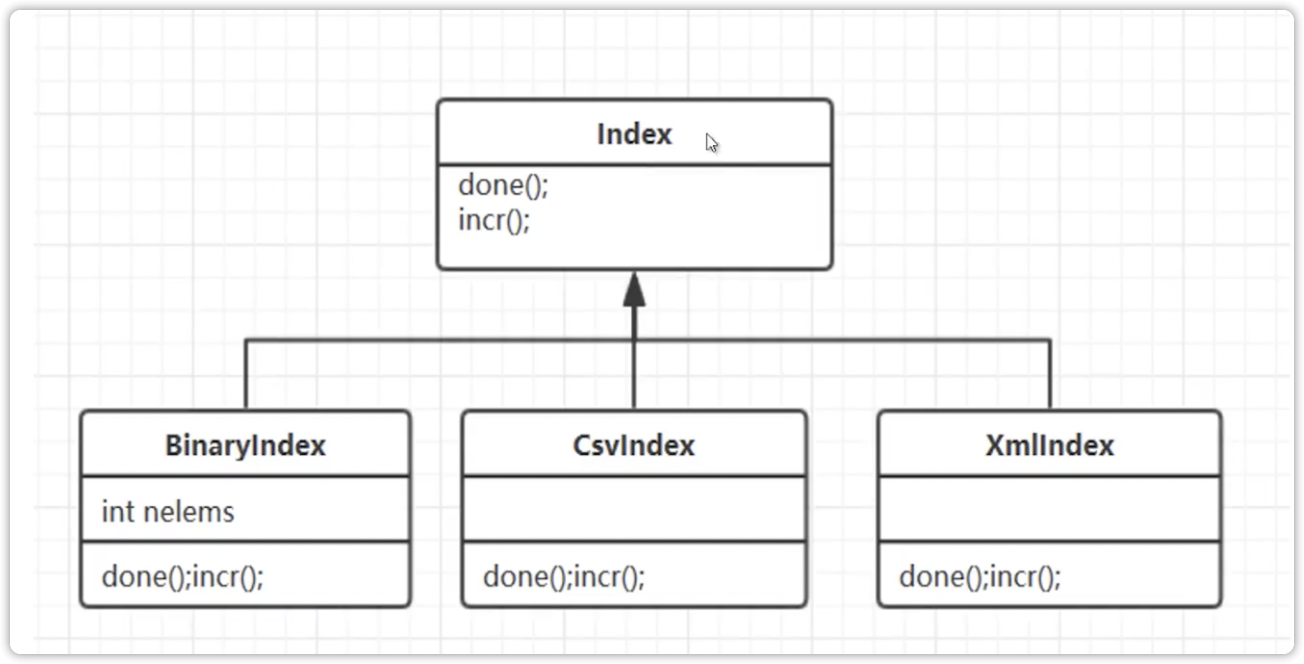 Index
done();
incr();
BinaryIndex
int nelems
done();incr();
CsvIndex
done();incr();
XmlIndex
done();incr();